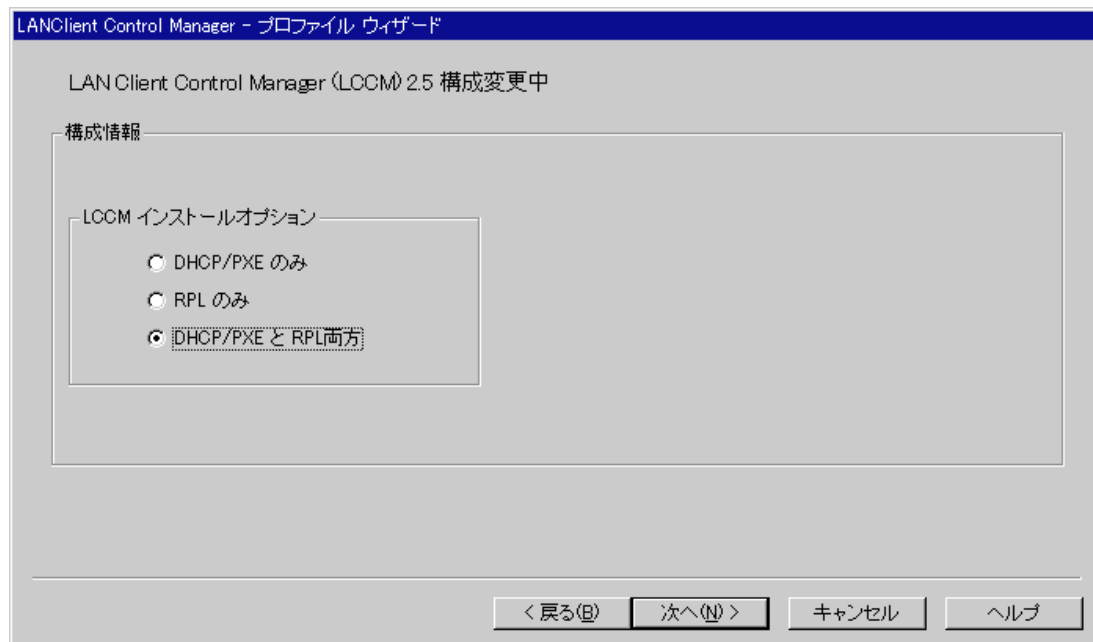 LANClient Control Manager - プロファイル ウィザード
LAN Client Control Manager (LCCM) 2.5 構成変更中
構成情報
LCCM インストールオプション
DHCP/PXE のみ
RPL のみ
DHCP/PXE と RPL両方
< 戻る(B) 次へ(N) > キャンセル ヘルプ